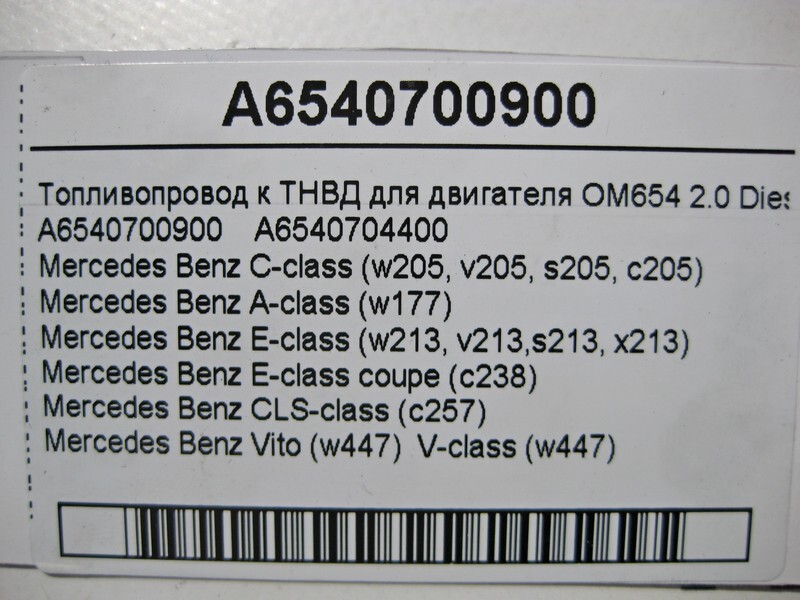 A6540700900
Топливопровод к ТНВД для двигателя OM654 2.0
A6540700900 A6540704400
Mercedes Benz C-class (w205, v205, s205, c205)
Mercedes Benz A-class (w177)
Mercedes Benz E-class (w213, v213,s213, x213)
Mercedes Benz E-class coupe (c238)
Mercedes Benz CLS-class (c257)
Mercedes Benz Vito (w447) V-class (w447)